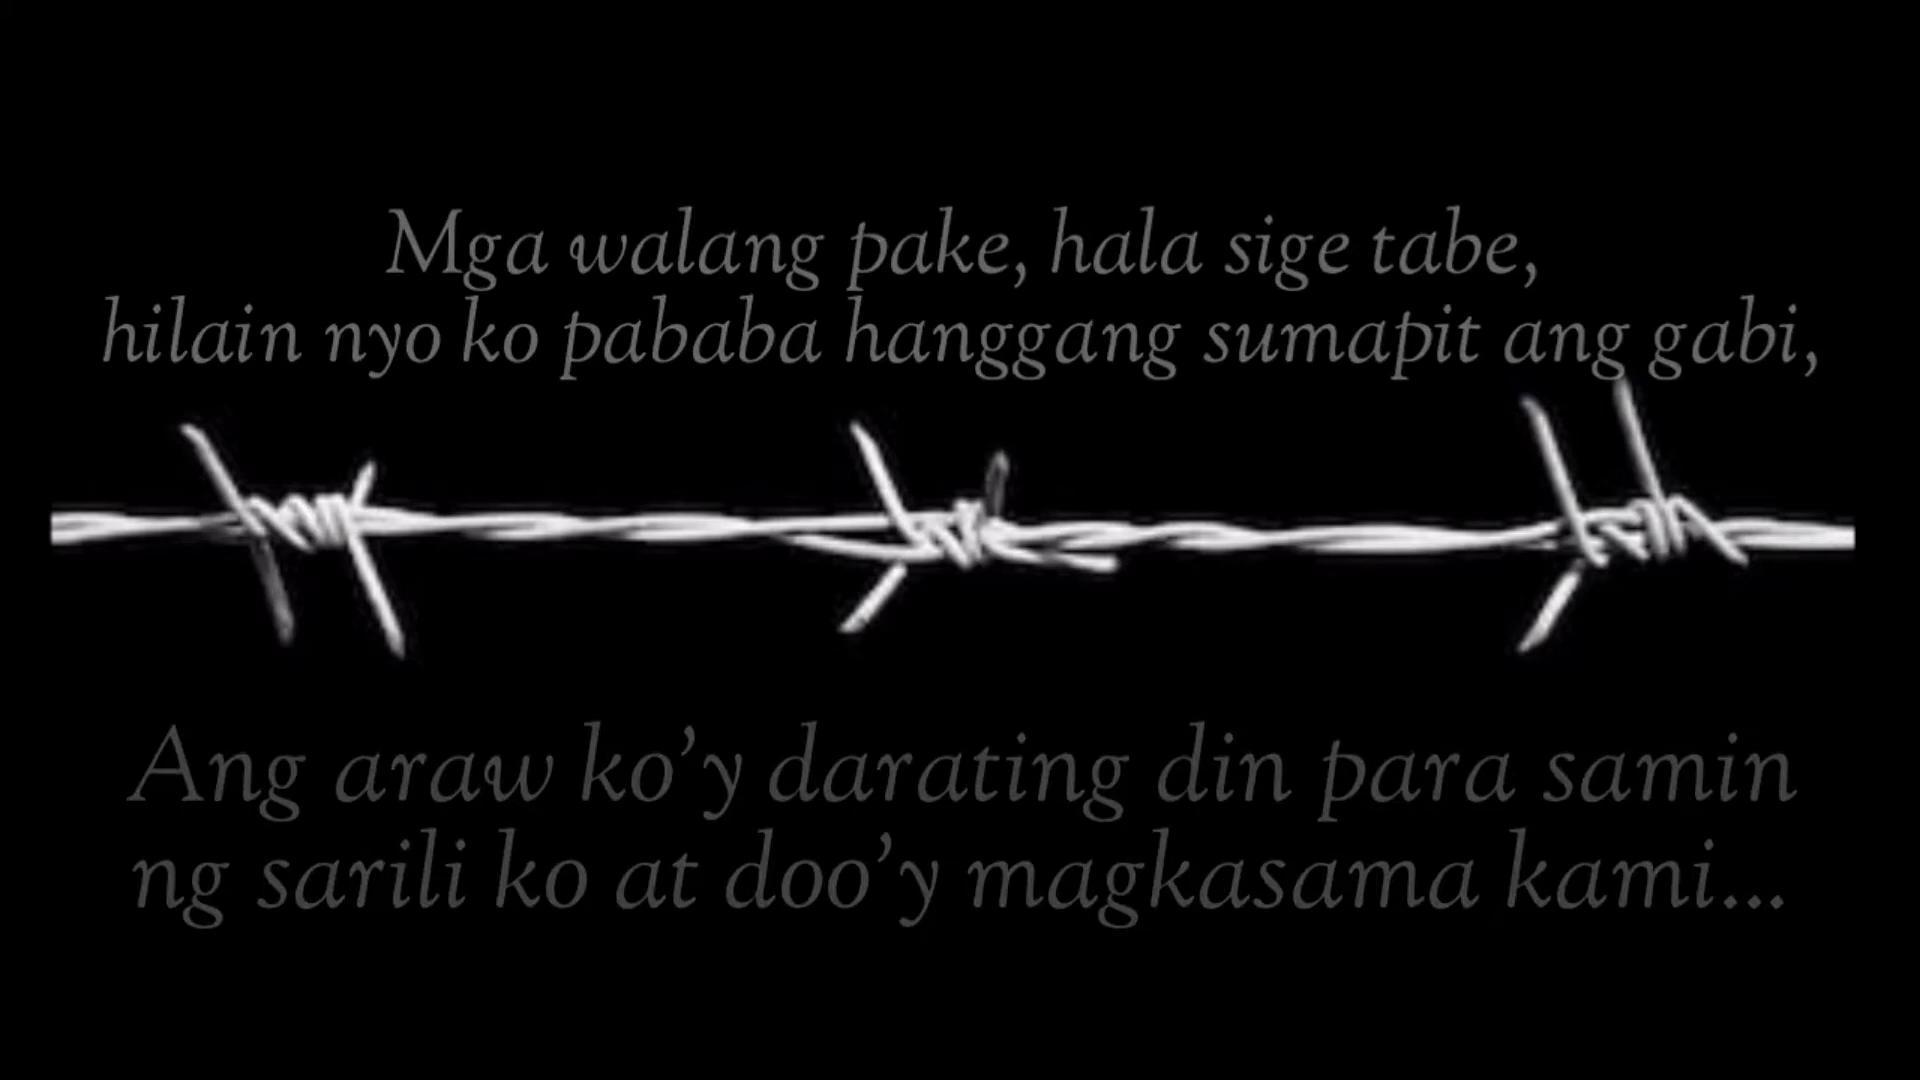 Mga walang pake, hala sige tabe,
hilain nyo ko pababa hanggang sumapit ang gabi,
Ang araw ko’y darating din para samin
ng sarili ko at doo’y magkasama kami...